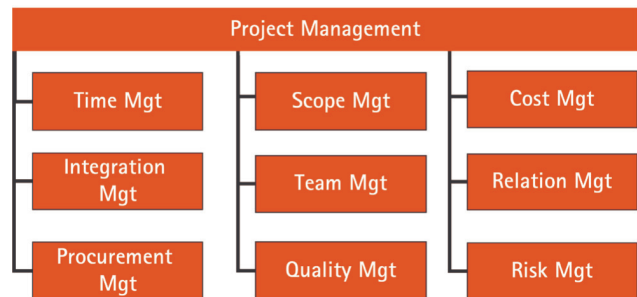 Project Management
Time Mgt
Scope Mgt
Cost Mgt
Integration
Mgt
Team Mgt
Relation Mgt
Procurement
Mgt
Quality Mgt
Risk Mgt